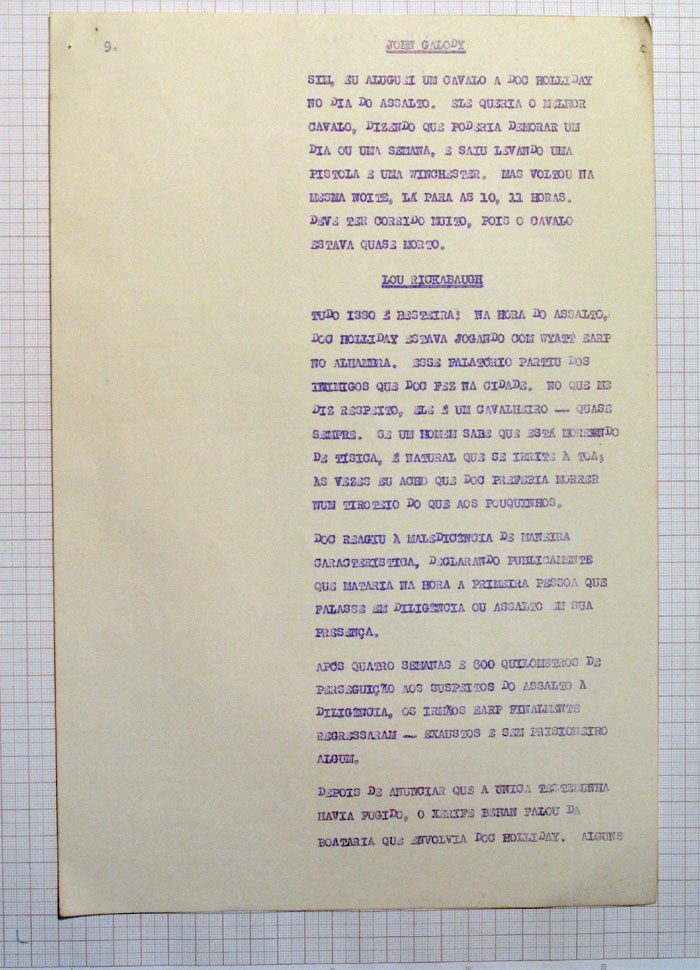 9.
JOHN GALODY
SIM, EU ALUGUEI UM CAVALO A DOC HOLLIDAY
NO DIA DO ASSALTO. ELE QUERIA O MELHOR
CAVALO, DIZENDO QUE PODERIA DEMORAR UM
DIA OU UMA SEMANA, E SAIU LEVANDO UMA
PISTOLA E UMA WINCHESTER. MAS VOLTOU NA
MESMA NOITE, LÁ PARA AS 10, 11 HORAS.
DEVE TER CORRIDO MUITO, POIS O CAVALO
ESTAVA QUASE MORTO.
LOU RICKABAUGH
TUDO ISSO É BESTEIRA! NA HORA DO ASSALTO,
DOC HOLLIDAY ESTAVA JOGANDO COM WYATT EARP
NO ALHAMBRA. ESSE FALATÓRIO PARTIU DOS
INIMIGOS QUE DOC FEZ NA CIDADE. NO QUE ME
DIZ RESPEITO, ELE É UM CAVALHEIRO — QUASE
SEMPRE. SE UM HOMEM SABE QUE ESTÁ MORRENDO
DE TÍSICA, É NATURAL QUE SE IRRITE À TOA;
ÀS VEZES EU ACHO QUE DOC PREFERIA MORRER
NUM TIROTEIO DO QUE AOS POUQUINHOS.
DOC REAGIU À MALEDICÊNCIA DE MANEIRA
CARACTERÍSTICA, DECLARANDO PUBLICAMENTE
QUE MATARIA NA HORA A PRIMEIRA PESSOA QUE
FALASSE EM DILIGÊNCIA OU ASSALTO EM SUA
PRESENÇA.
APÓS QUATRO SEMANAS E 800 QUILOMETROS DE
PERSEGUIÇÃO AOS SUSPEITOS DO ASSALTO À
DILIGÊNCIA, OS IRMÃOS EARP FINALMENTE
REGRESSARAM — EXAUSTOS E SEM PRISIONEIRO
ALGUM.
DEPOIS DE ANUNCIAR QUE A ÚNICA TESTEMUNHA
HAVIA FUGIDO, O XERIFE BEHAN FALOU DA
BOATARIA QUE ENVOLVIA DOC HOLLIDAY. ALGUNS